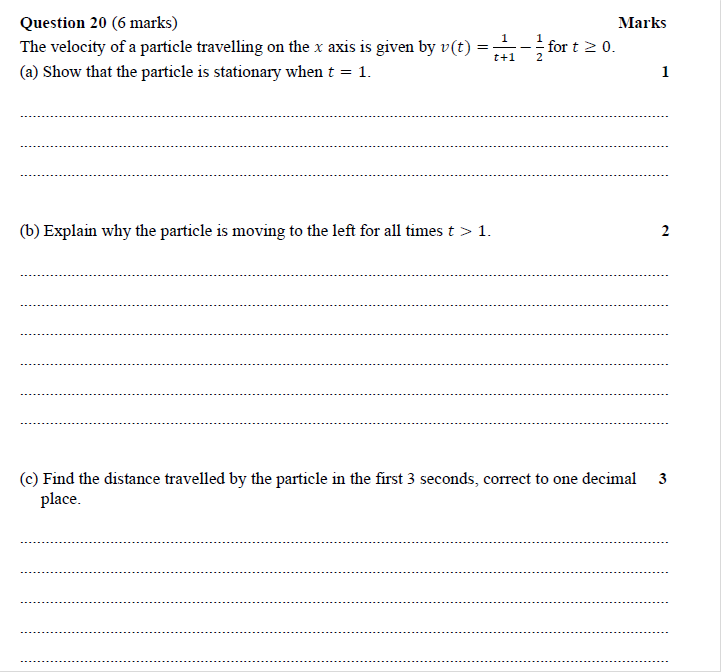 Question 20 (6 marks) Marks
The velocity of a particle travelling on the x axis is given by v(t) = 1/(t+1) − 1/2 for t ≥ 0.
(a) Show that the particle is stationary when t = 1. 1
(b) Explain why the particle is moving to the left for all times t > 1. 2
(c) Find the distance travelled by the particle in the first 3 seconds, correct to one decimal 3
place.